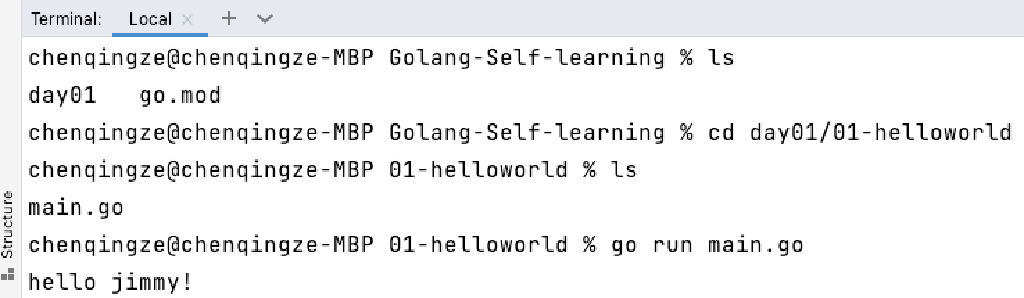 Terminal: Local × + 
chenqingze@chenqingze-MBP Golang-Self-learning % ls
day01   go.mod
chenqingze@chenqingze-MBP Golang-Self-learning % cd day01/01-helloworld
chenqingze@chenqingze-MBP 01-helloworld % ls
main.go
chenqingze@chenqingze-MBP 01-helloworld % go run main.go
hello jimmy!
Structure